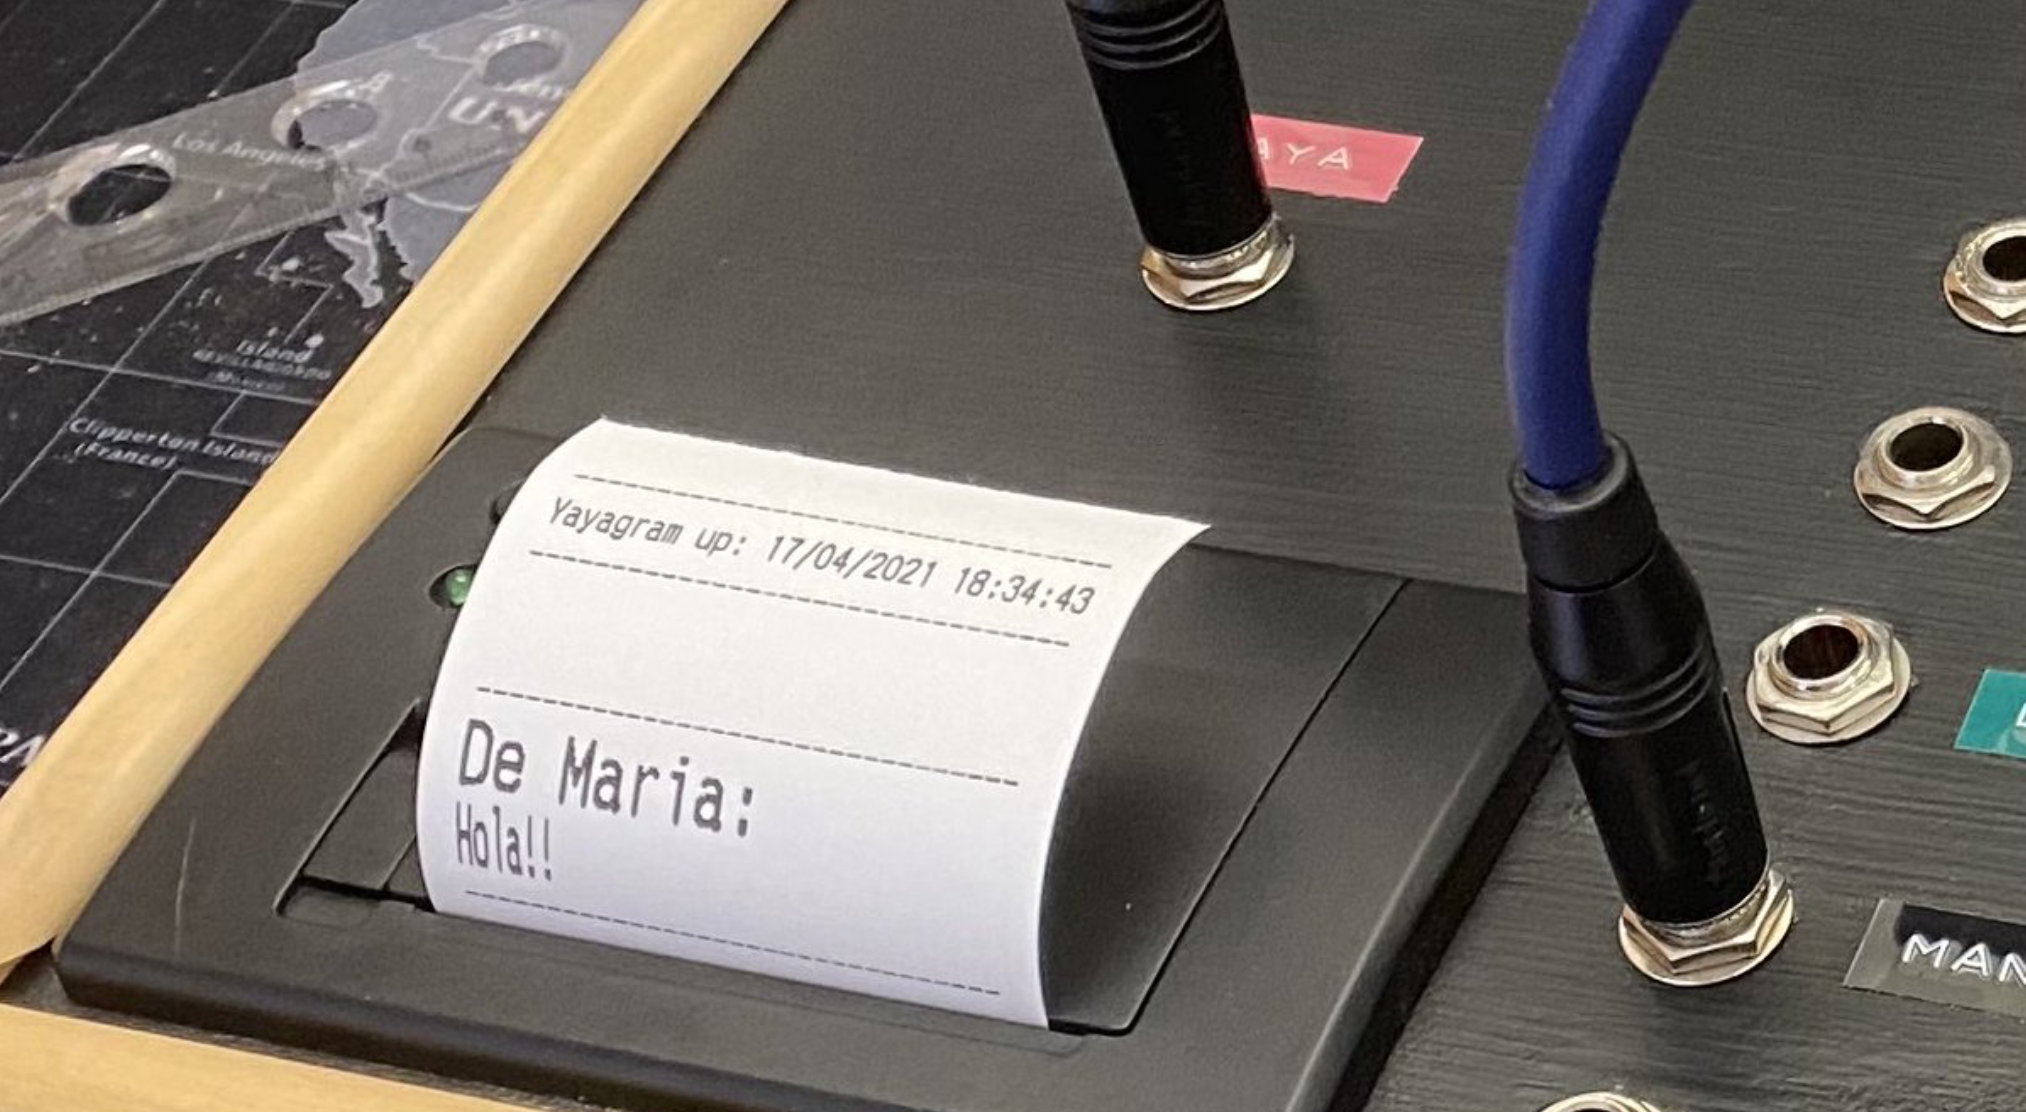 Los Angeles
Island
Clipperton Island
(France)
AYA
Yayagram up: 17/04/2021 18:34:43
De Maria:
Hola!!
MAN